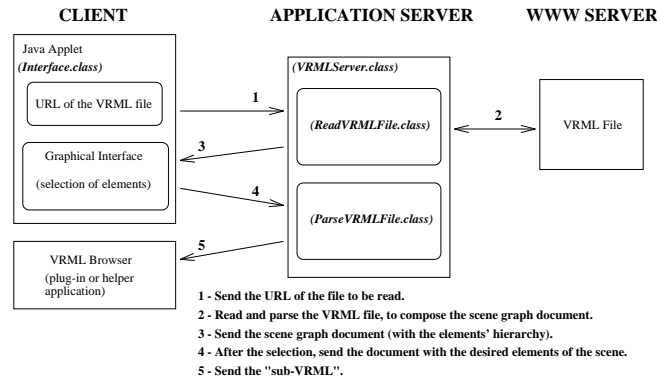 CLIENT
APPLICATION SERVER
WWW SERVER
Java Applet
(Interface.class)
URL of the VRML file
Graphical Interface
(selection of elements)
VRML Browser
(plug-in or helper
application)
1
3
4
5
(VRMLServer.class)
(ReadVRMLFile.class)
(ParseVRMLFile.class)
2
VRML File
1 - Send the URL of the file to be read.
2 - Read and parse the VRML file, to compose the scene graph document.
3 - Send the scene graph document (with the elements' hierarchy).
4 - After the selection, send the document with the desired elements of the scene.
5 - Send the "sub-VRML".